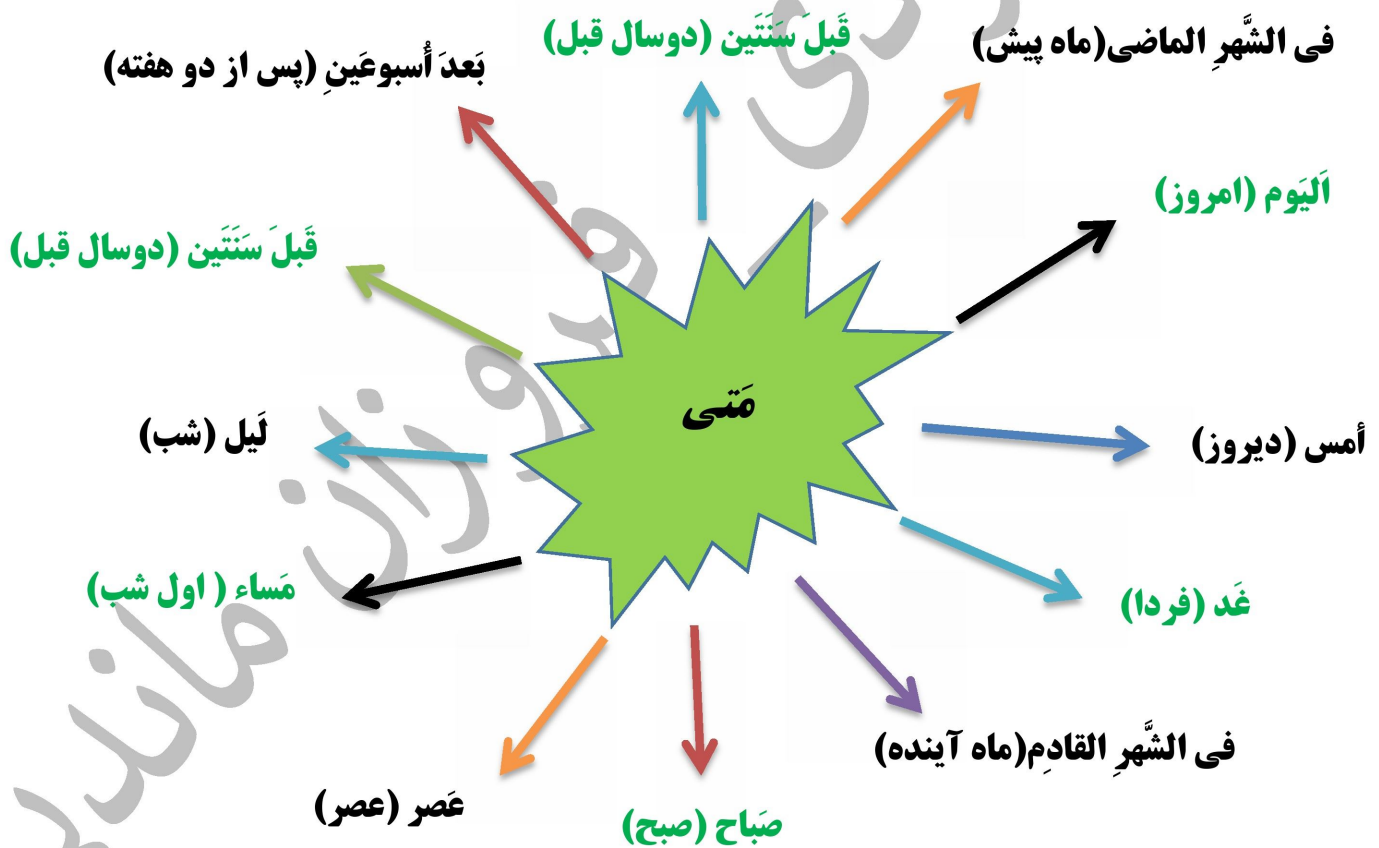 فی الشَّهرِ الماضی(ماه پیش)
قَبلَ سَنَتَین (دوسال قبل)
بَعدَ أُسبوعَینِ (پس از دو هفته)
اَلیَوم (امروز)
قَبلَ سَنَتَین (دوسال قبل)
مَتی
أمس (دیروز)
لَیل (شب)
غَد (فردا)
مَساء ( اول شب)
فی الشَّهرِ القادِم(ماه آینده)
عَصر (عصر)
صَباح (صبح)